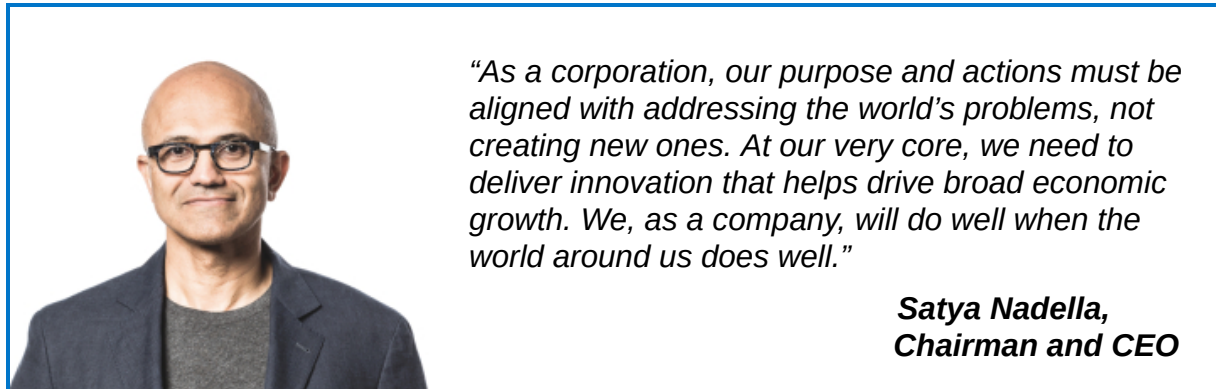 “As a corporation, our purpose and actions must be
aligned with addressing the world’s problems, not
creating new ones. At our very core, we need to
deliver innovation that helps drive broad economic
growth. We, as a company, will do well when the
world around us does well.”
Satya Nadella,
Chairman and CEO